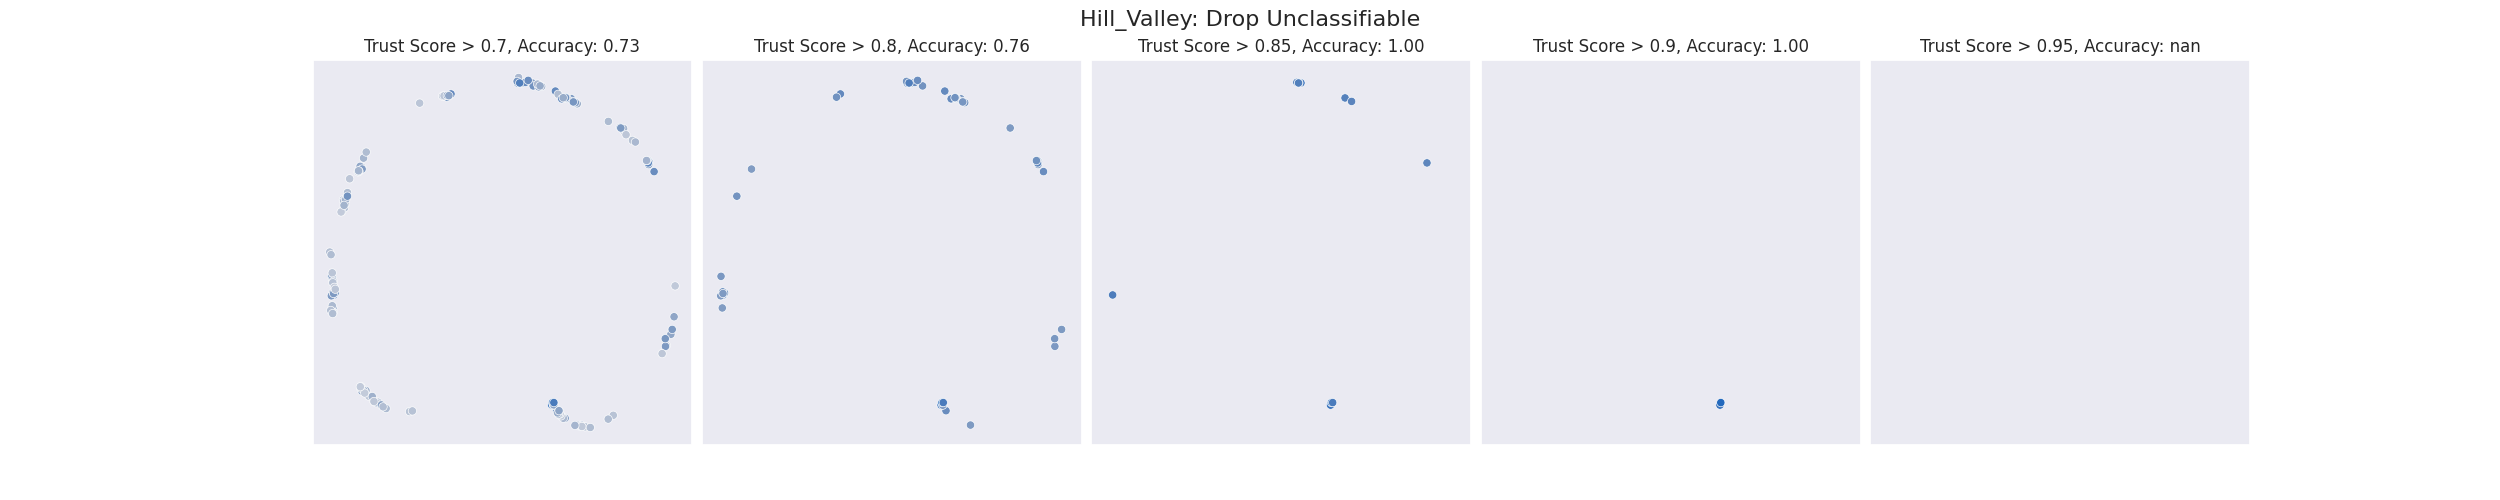 Hill_Valley: Drop Unclassifiable
Trust Score > 0.7, Accuracy: 0.73
Trust Score > 0.8, Accuracy: 0.76
Trust Score > 0.85, Accuracy: 1.00
Trust Score > 0.9, Accuracy: 1.00
Trust Score > 0.95, Accuracy: nan